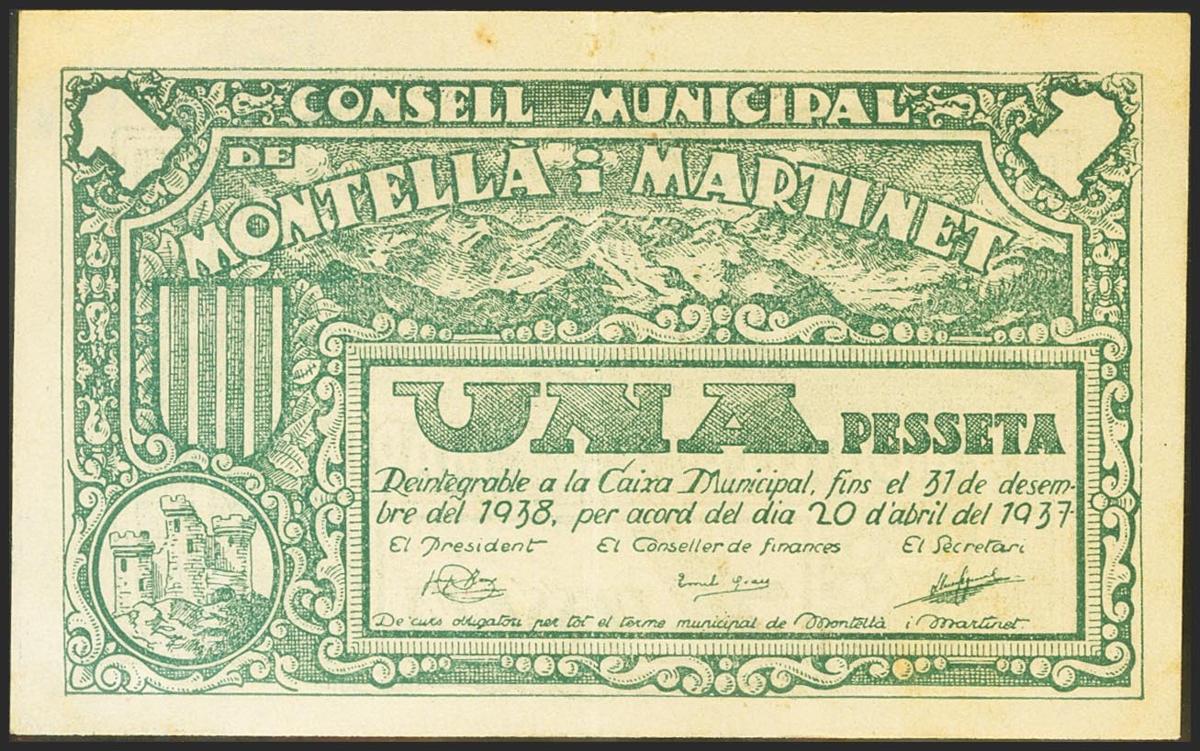 CONSELL MUNICIPAL
DE
MONTELLÀ i MARTINET
UNA PESSETA
Reintegrable a la Caixa Municipal, fins el 31 de desem-
bre del 1938, per acord del dia 20 d'abril del 1937.
El President El Conseller de finances El Secretari
De curs obligatori per tot el terme municipal de Montellà i Martinet